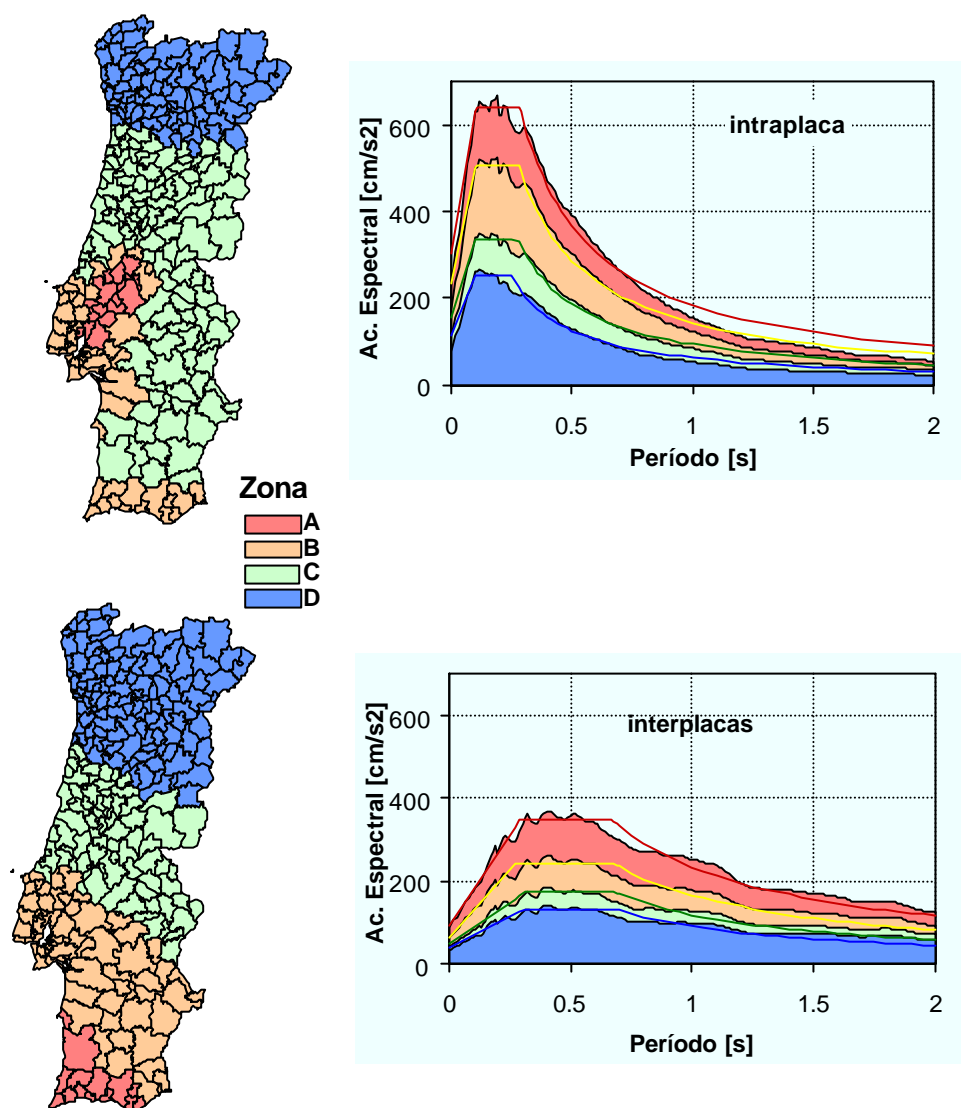 Ac. Espectral [cm/s2]
600
400
200
0
intraplaca
0
0.5
1
1.5
2
Período [s]
Zona
A
B
C
D
Ac. Espectral [cm/s2]
600
400
200
0
interplacas
0
0.5
1
1.5
2
Período [s]